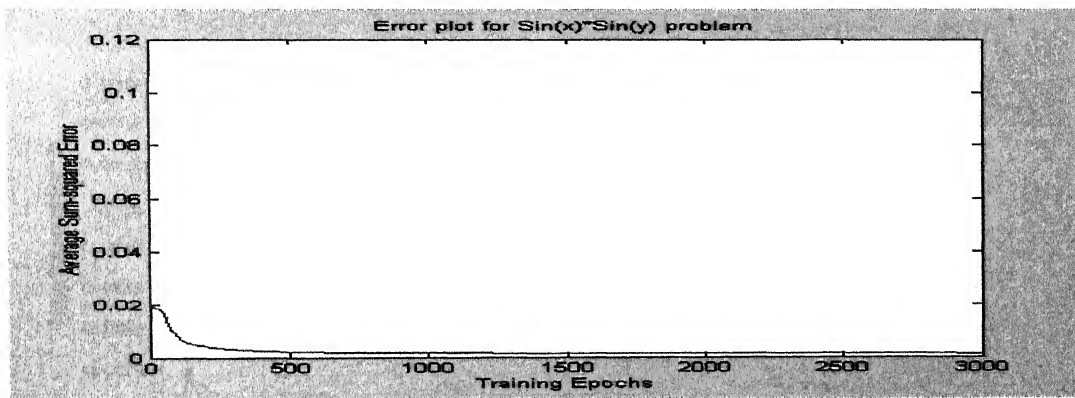 Error plot for Sin(x)*Sin(y) problem
0.12
0.1
0.08
0.06
0.04
0.02
0
Average Sum-squared Error
0 500 1000 1500 2000 2500 3000
Training Epochs